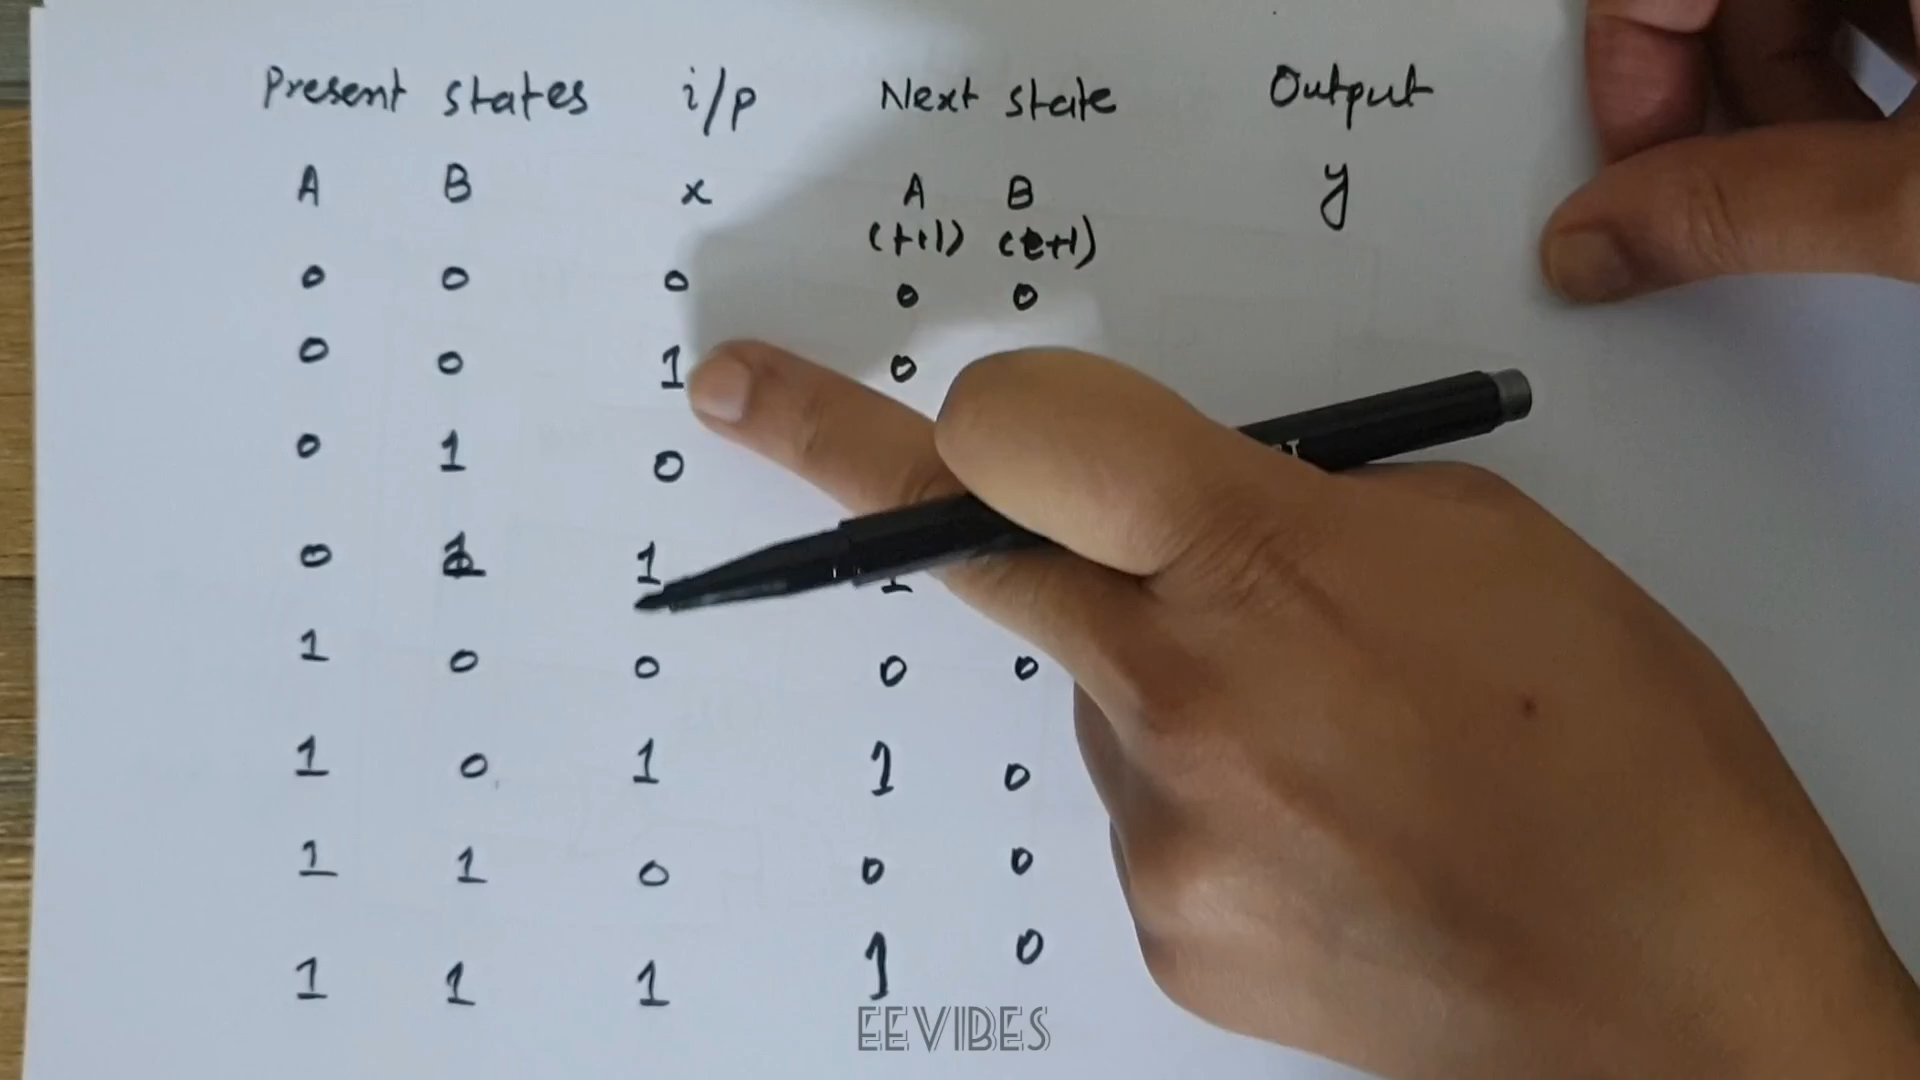 Present states i/p Next state Output
A B x A B y
(t+1) (t+1)
0 0 0 0 0
0 0 1 0
0 1 0
0 1 1 1
1 0 0 0 0
1 0 1 1 0
1 1 0 0 0
1 1 1 1 0
EEVIBES